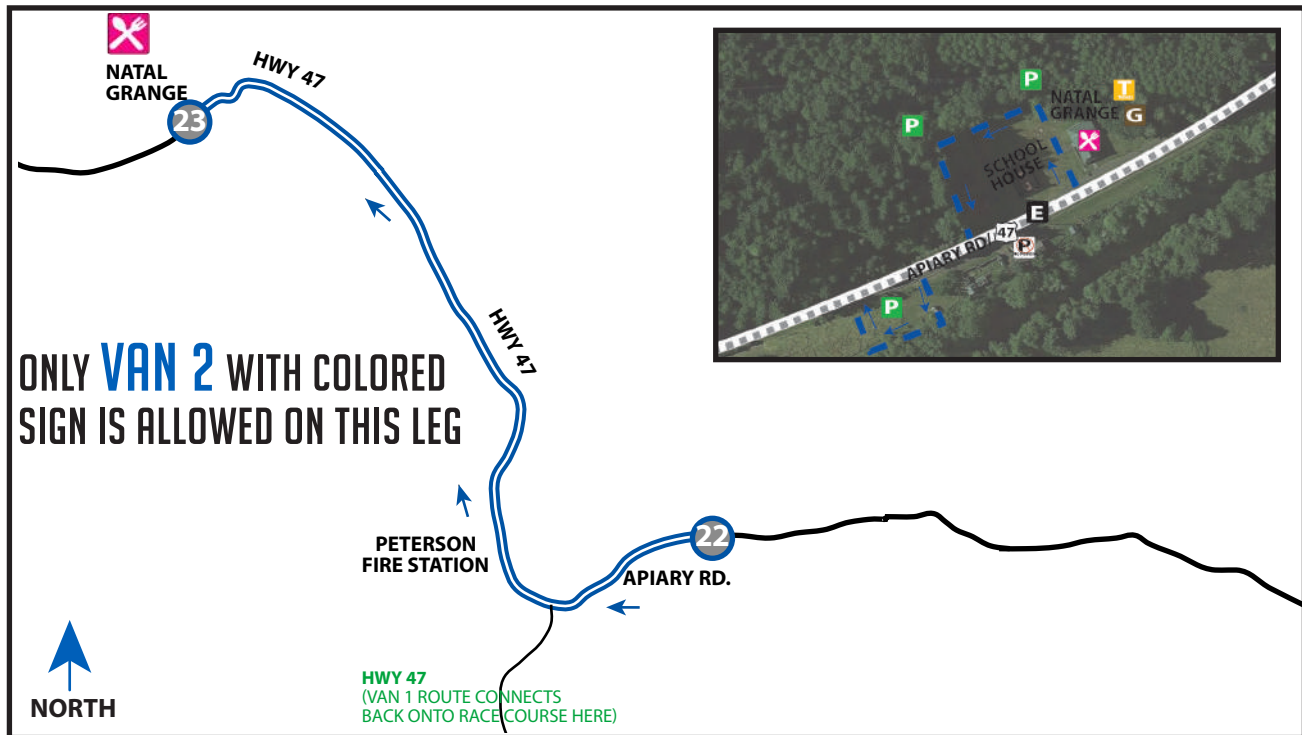 NATAL
GRANGE
23
HWY 47
HWY 47
ONLY VAN 2 WITH COLORED
SIGN IS ALLOWED ON THIS LEG
PETERSON
FIRE STATION
22
APIARY RD.
HWY 47
(VAN 1 ROUTE CONNECTS
BACK ONTO RACE COURSE HERE)
NORTH
P
P
T
NATAL
GRANGE
G
SCHOOL
HOUSE
E
APIARY RD/
47
P
P